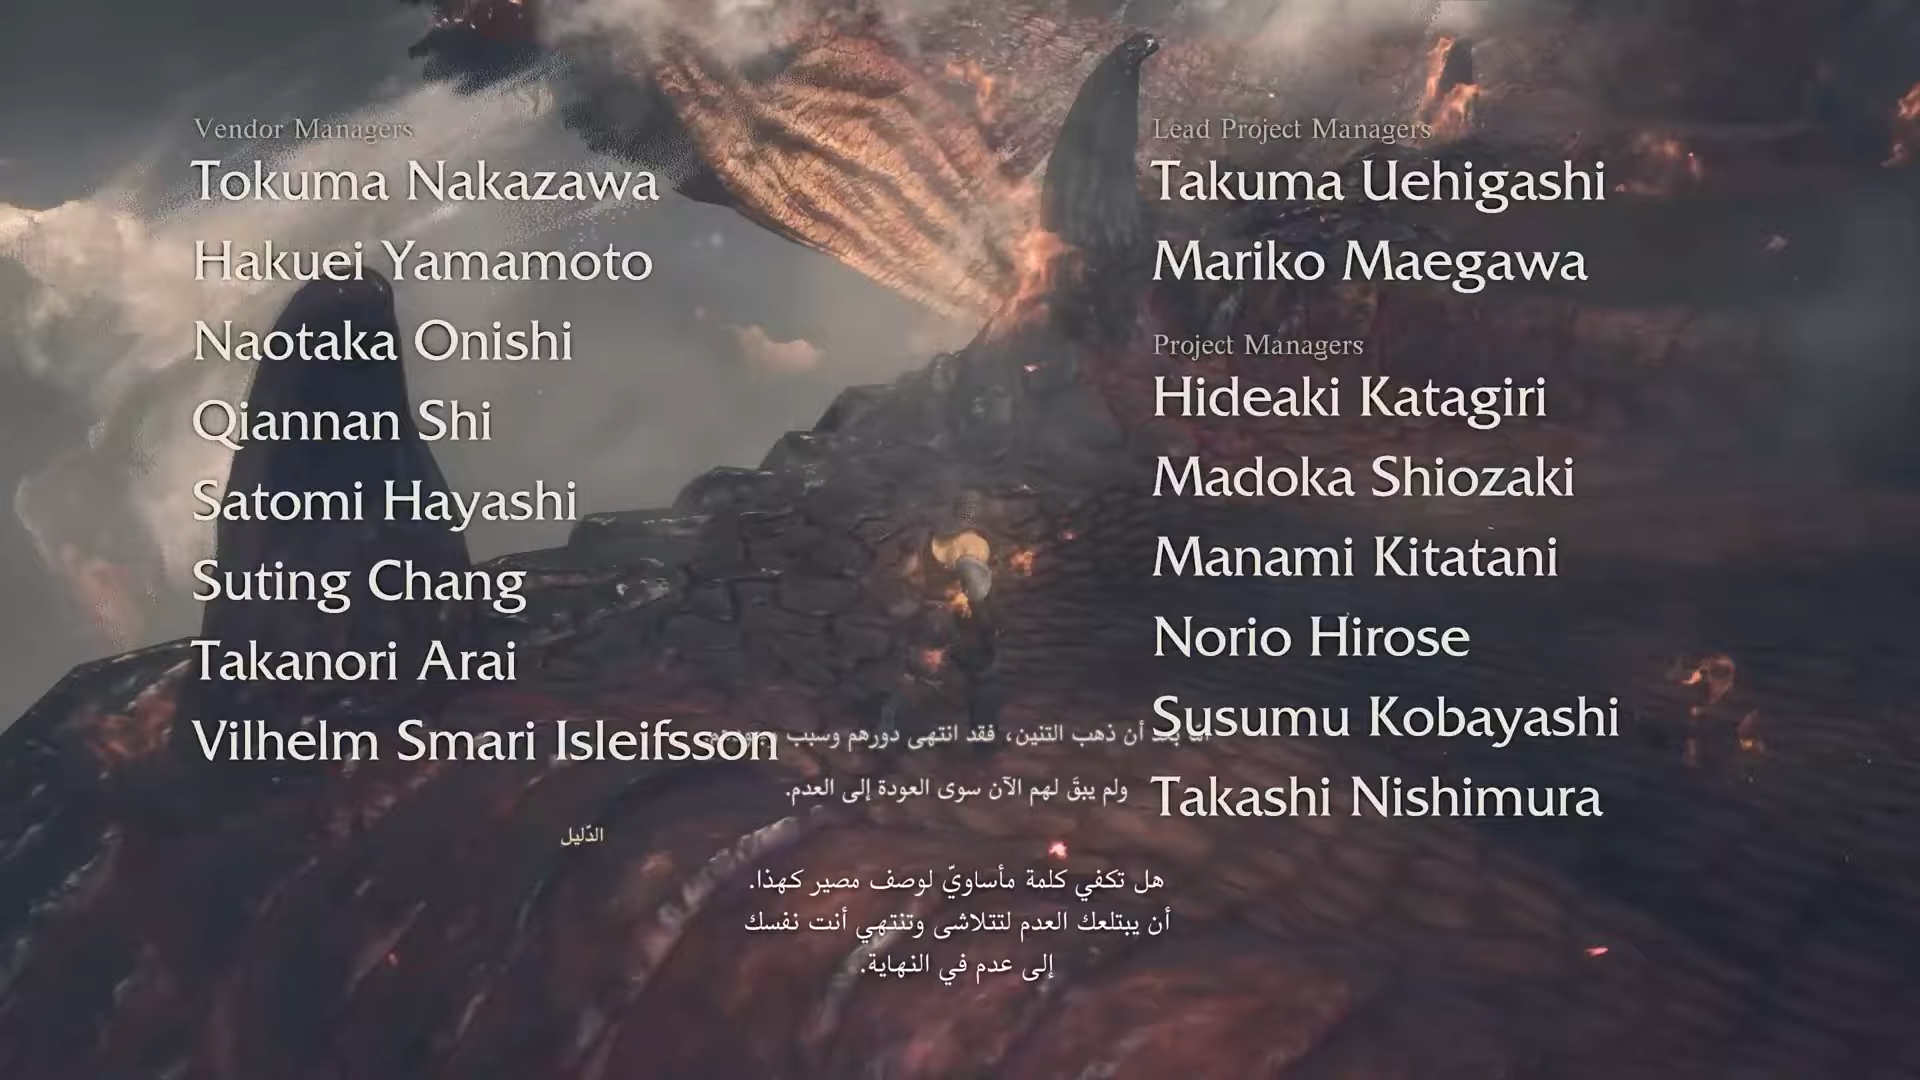 Vendor Managers
Tokuma Nakazawa
Hakuei Yamamoto
Naotaka Onishi
Qiannan Shi
Satomi Hayashi
Suting Chang
Takanori Arai
Vilhelm Smari Isleifsson
Lead Project Managers
Takuma Uehigashi
Mariko Maegawa
Project Managers
Hideaki Katagiri
Madoka Shiozaki
Manami Kitatani
Norio Hirose
Susumu Kobayashi
Takashi Nishimura
أن ذهب التنين، فقد انتهى دورهم وسبب
ولم يبقَ لهم الآن سوى العودة إلى العدم.
الدّليل
هل تكفي كلمة مأساويّ لوصف مصير كهذا.
أن يبتلعك العدم لتتلاشى وتنتهي أنت نفسك
إلى عدم في النهاية.